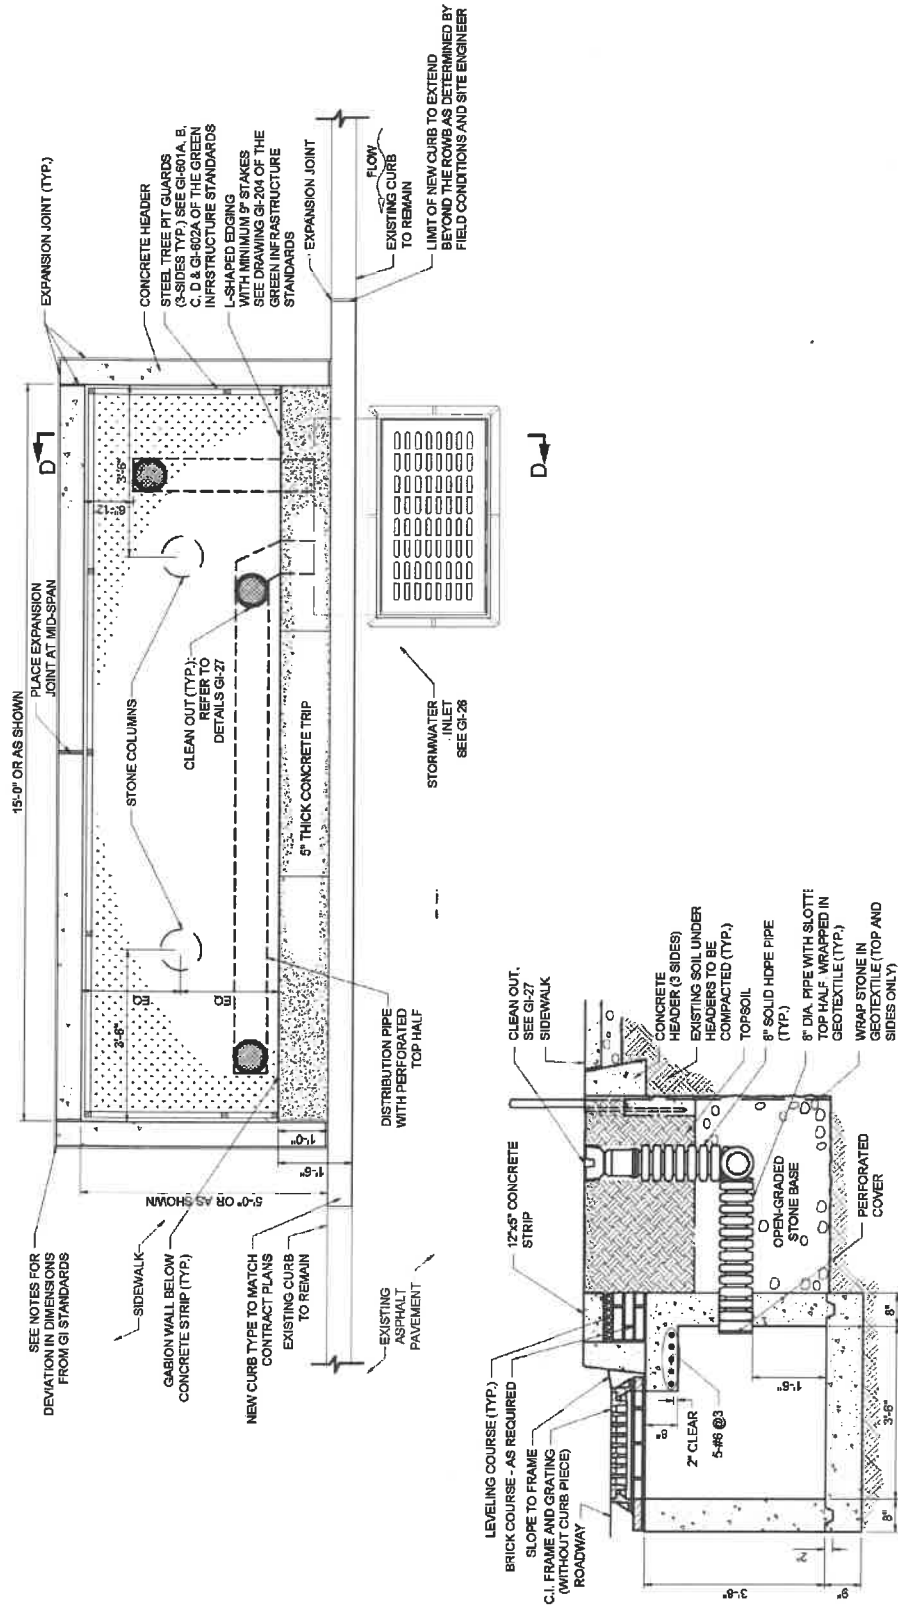 15'-0" OR AS SHOWN
PLACE EXPANSION
JOINT AT MID-SPAN
EXPANSION JOINT (TYP.)
D
CONCRETE HEADER
STEEL TREE PIT GUARDS
(3-SIDES TYP.) SEE GI-601A, B,
C, D & GI-602A OF THE GREEN
INFRSTRUCTURE STANDARDS
L-SHAPED EDGING
WITH MINIMUM 9" STAKES
SEE DRAWING GI-204 OF THE
GREEN INFRASTRUCTURE
STANDARDS
EXPANSION JOINT
FLOW
EXISTING CURB
TO REMAIN
LIMIT OF NEW CURB TO EXTEND
BEYOND THE ROWB AS DETERMINED BY
FIELD CONDITIONS AND SITE ENGINEER
3'-6"
6"-12
STONE COLUMNS
CLEAN OUT (TYP.);
REFER TO
DETAILS GI-27
5" THICK CONCRETE TRIP
3'-6"
EQ
EQ
1'-0"
1'-6"
5'-0" OR AS SHOWN
SEE NOTES FOR
DEVIATION IN DIMENSIONS
FROM GI STANDARDS
SIDEWALK
GABION WALL BELOW
CONCRETE STRIP (TYP.)
NEW CURB TYPE TO MATCH
CONTRACT PLANS
EXISTING CURB
TO REMAIN
EXISTING
ASPHALT
PAVEMENT
DISTRIBUTION PIPE
WITH PERFORATED
TOP HALF
STORMWATER
INLET
SEE GI-26
D
CLEAN OUT,
SEE GI-27
SIDEWALK
CONCRETE
HEADER (3 SIDES)
EXISTING SOIL UNDER
HEADERS TO BE
COMPACTED (TYP.)
TOPSOIL
8" SOLID HDPE PIPE
(TYP.)
8" DIA. PIPE WITH SLOTTE
TOP HALF WRAPPED IN
GEOTEXTILE (TYP.)
WRAP STONE IN
GEOTEXTILE (TOP AND
SIDES ONLY)
12"x5" CONCRETE
STRIP
LEVELING COURSE (TYP.)
BRICK COURSE - AS REQUIRED
SLOPE TO FRAME
C.I. FRAME AND GRATING
(WITHOUT CURB PIECE)
ROADWAY
OPEN-GRADED
STONE BASE
PERFORATED
COVER
8"
2" CLEAR
5-#6 @3
1'-6"
8"
3'-6"
8"
2"
3'-6"
9"